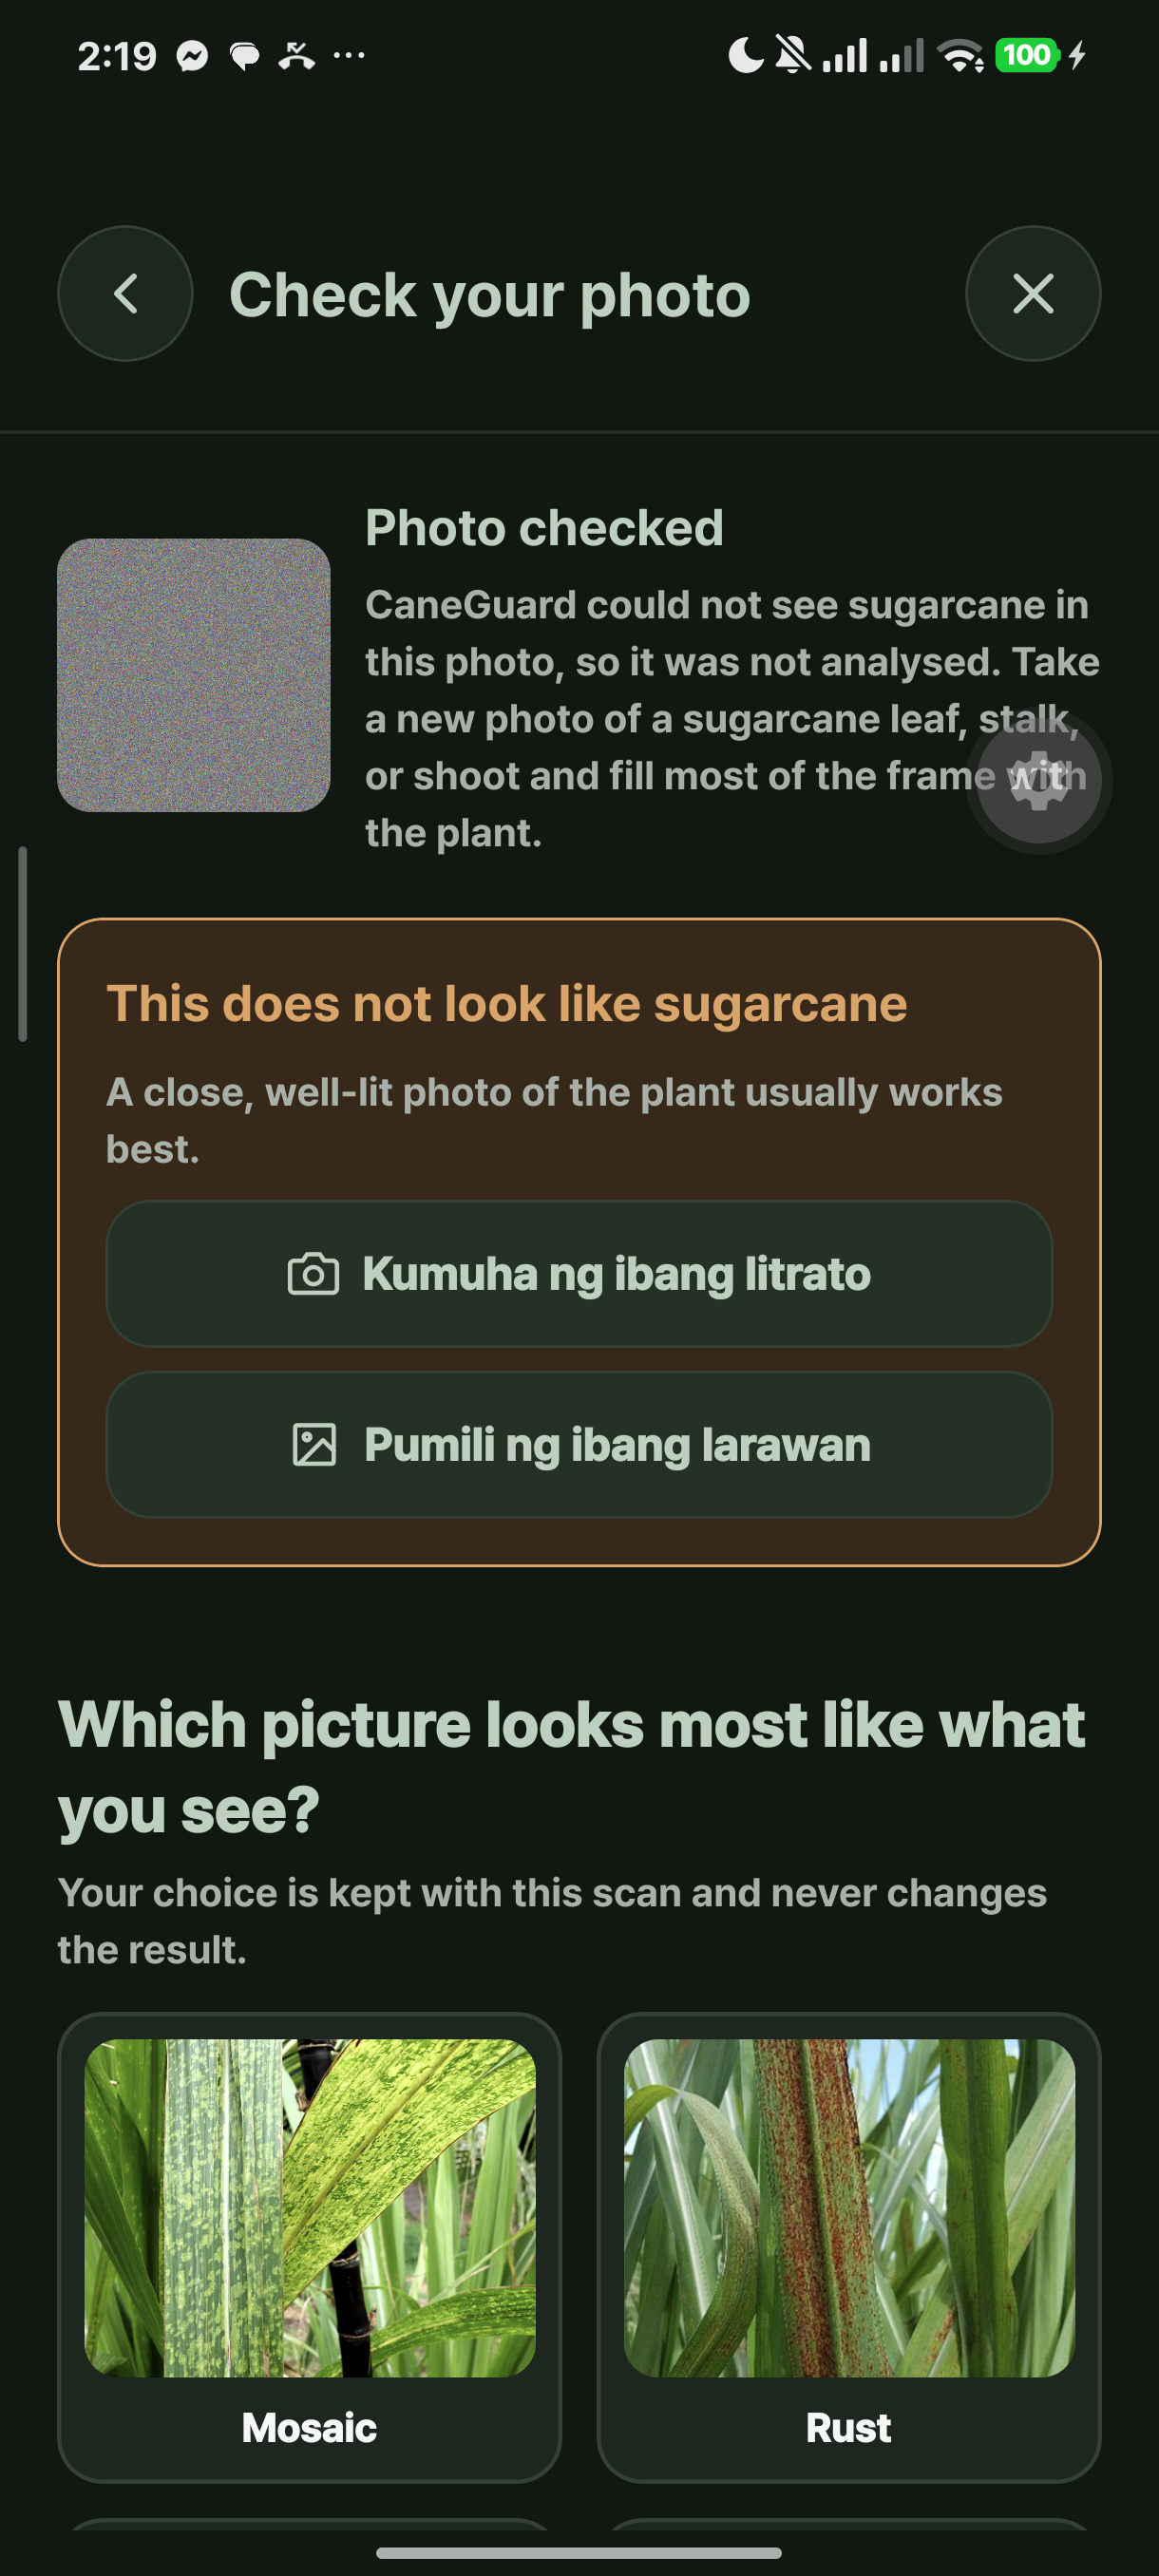 2:19
100
Check your photo
Photo checked
CaneGuard could not see sugarcane in
this photo, so it was not analysed. Take
a new photo of a sugarcane leaf, stalk,
or shoot and fill most of the frame with
the plant.
This does not look like sugarcane
A close, well-lit photo of the plant usually works
best.
Kumuha ng ibang litrato
Pumili ng ibang larawan
Which picture looks most like what
you see?
Your choice is kept with this scan and never changes
the result.
Mosaic
Rust